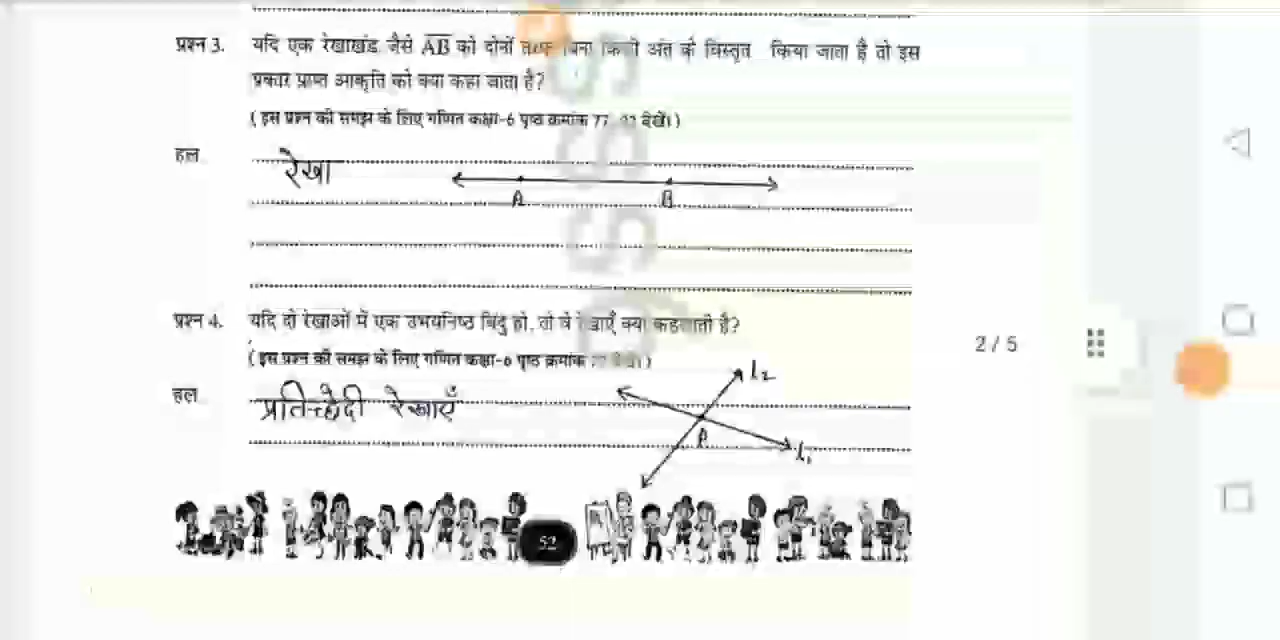 प्रश्न 3. यदि एक रेखाखंड जैसे AB को दोनों तरफ बिना किसी अंत के विस्तृत किया जाता है तो इस
प्रकार प्राप्त आकृति को क्या कहा जाता है?
( इस प्रश्न की समझ के लिए गणित कक्षा-6 पृष्ठ क्रमांक 77, देखें। )
हल रेखा
A B
प्रश्न 4. यदि दो रेखाओं में एक उभयनिष्ठ बिंदु हो, तो वे रेखाएँ क्या कहलाती है?
( इस प्रश्न की समझ के लिए गणित कक्षा-6 पृष्ठ क्रमांक )
2 / 5
l₂
हल प्रतिच्छेदी रेखाएँ
P
l₁
52